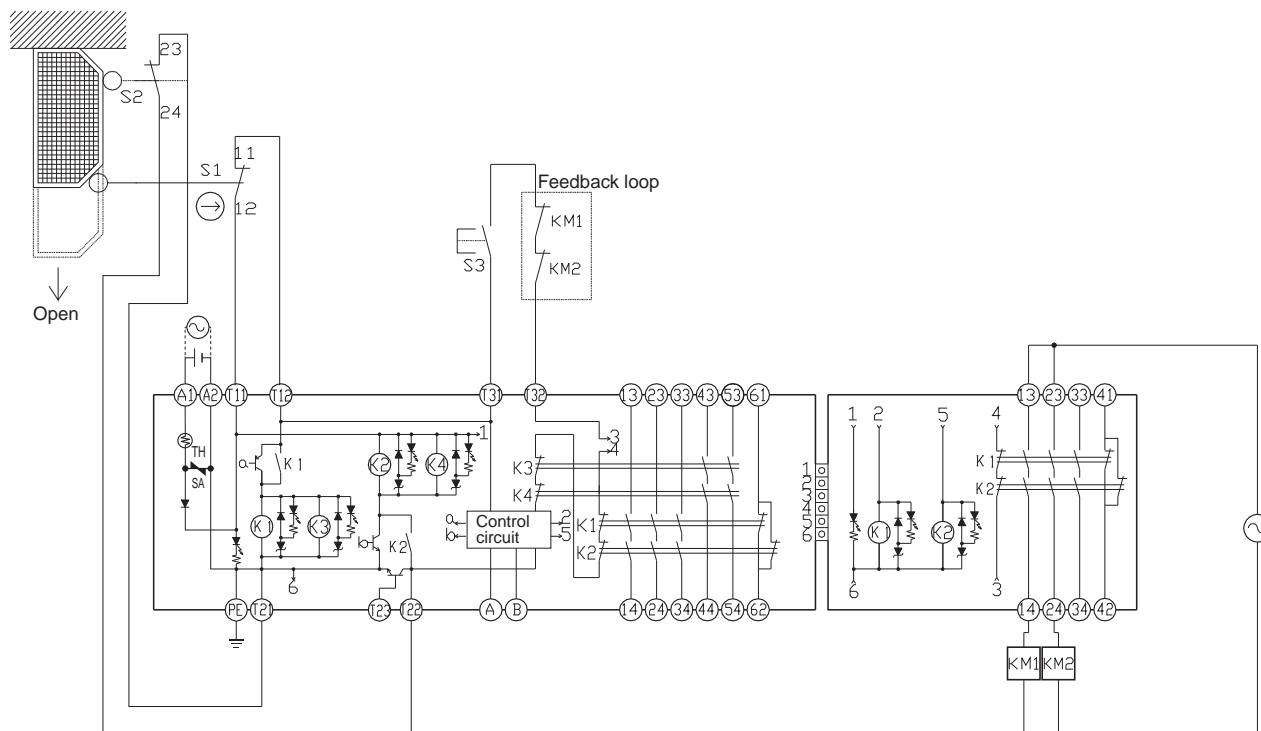 23
S2
24
11
S1
12
Feedback loop
KM1
S3
KM2
Open
A1 A2 T11 T12 T31 T32 13 23 33 43 53 61
13 23 33 41
1 2 5 4
1
3
4
TH
SA
a
K1
K2 K4
K3
K4
K1
K2
1
2
3
4
5
6
K1 K3
b
K2
a
b
Control
circuit
2
5
K1
K2
K1 K2
6
6
3
PE T21 T23 T22 A B 14 24 34 44 54 62
14 24 34 42
KM1 KM2